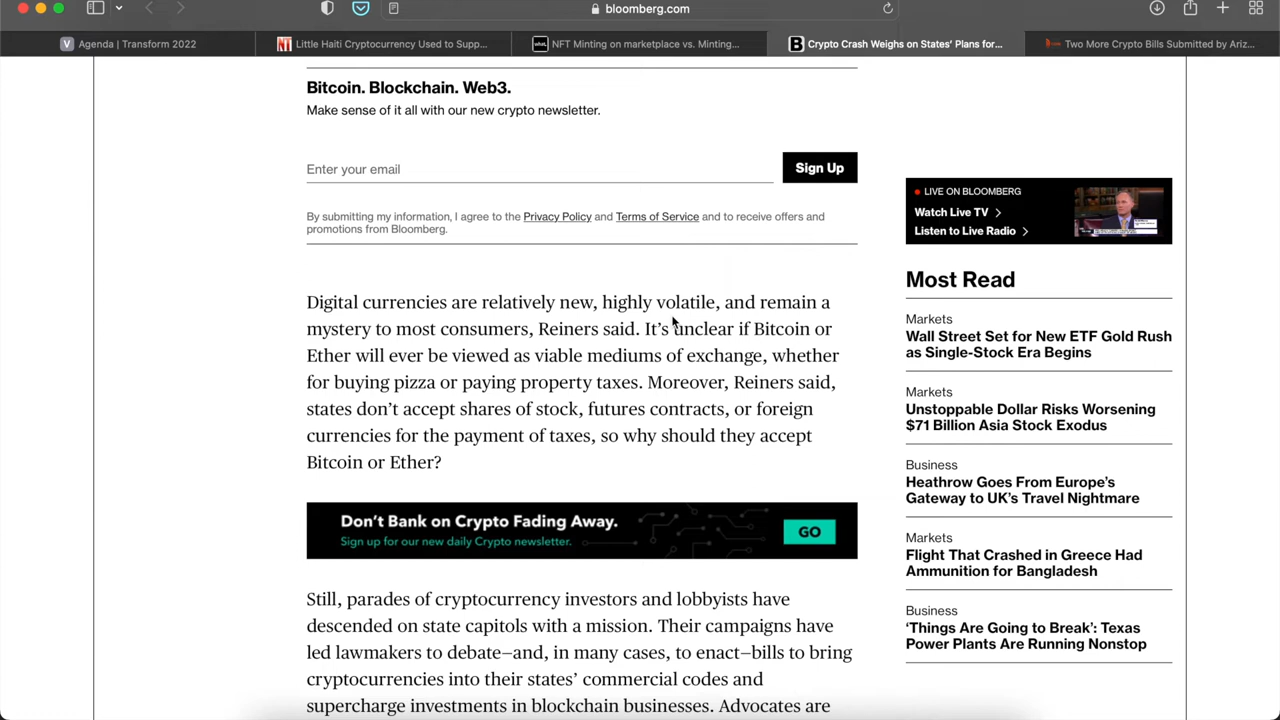 bloomberg.com
Agenda | Transform 2022
Little Haiti Cryptocurrency Used to Supp...
NFT Minting on marketplace vs. Minting...
Crypto Crash Weighs on States' Plans for...
Two More Crypto Bills Submitted by Ariz...
Bitcoin. Blockchain. Web3.
Make sense of it all with our new crypto newsletter.
Enter your email
Sign Up
By submitting my information, I agree to the Privacy Policy and Terms of Service and to receive offers and
promotions from Bloomberg.
Digital currencies are relatively new, highly volatile, and remain a
mystery to most consumers, Reiners said. It's unclear if Bitcoin or
Ether will ever be viewed as viable mediums of exchange, whether
for buying pizza or paying property taxes. Moreover, Reiners said,
states don't accept shares of stock, futures contracts, or foreign
currencies for the payment of taxes, so why should they accept
Bitcoin or Ether?
Don't Bank on Crypto Fading Away.
Sign up for our new daily Crypto newsletter.
GO
Still, parades of cryptocurrency investors and lobbyists have
descended on state capitols with a mission. Their campaigns have
led lawmakers to debate—and, in many cases, to enact—bills to bring
cryptocurrencies into their states' commercial codes and
supercharge investments in blockchain businesses. Advocates are
LIVE ON BLOOMBERG
Watch Live TV
Listen to Live Radio
Most Read
Markets
Wall Street Set for New ETF Gold Rush
as Single-Stock Era Begins
Markets
Unstoppable Dollar Risks Worsening
$71 Billion Asia Stock Exodus
Business
Heathrow Goes From Europe's
Gateway to UK's Travel Nightmare
Markets
Flight That Crashed in Greece Had
Ammunition for Bangladesh
Business
'Things Are Going to Break': Texas
Power Plants Are Running Nonstop